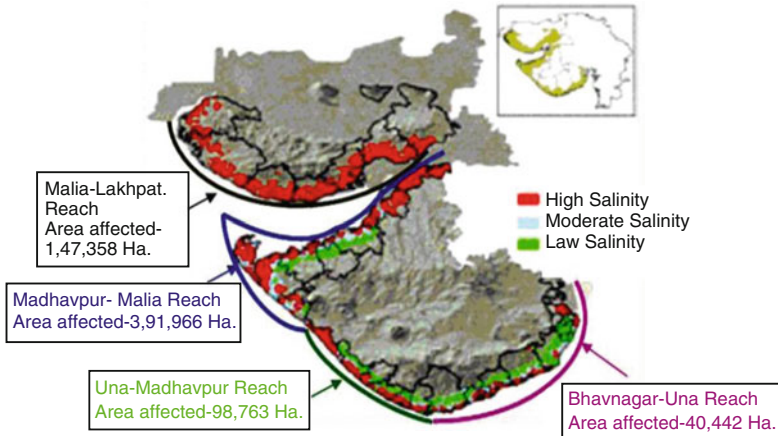 Malia-Lakhpat.
Reach
Area affected-
1,47,358 Ha.
High Salinity
Moderate Salinity
Law Salinity
Madhavpur- Malia Reach
Area affected-3,91,966 Ha.
Una-Madhavpur Reach
Area affected-98,763 Ha.
Bhavnagar-Una Reach
Area affected-40,442 Ha.